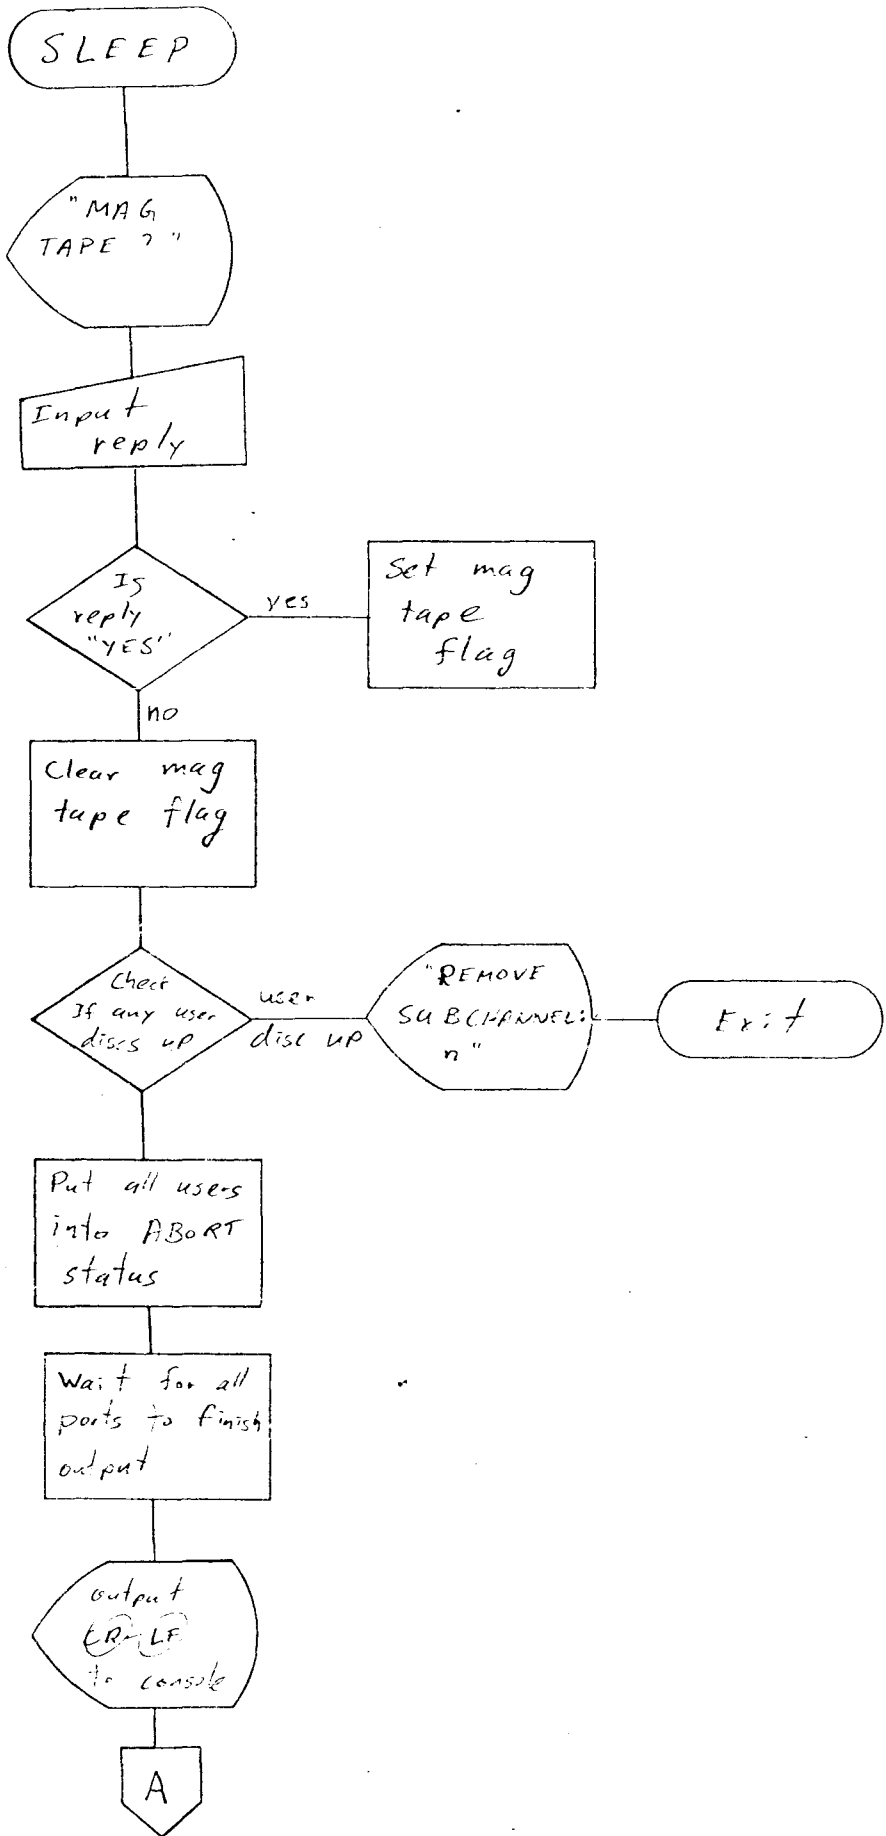 SLEEP
"MAG
TAPE ? "
Input
reply
Is
reply
"YES"
yes
Set mag
tape
flag
no
Clear mag
tape flag
Check
If any user
discs up
user
disc up
"REMOVE
SUBCHANNEL:
n"
Exit
Put all users
into ABORT
status
Wait for all
ports to finish
output
output
CR LF
to console
A